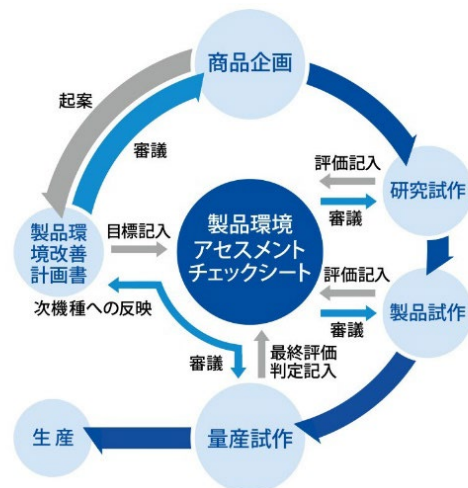 商品企画
起案
審議
評価記入
審議
研究試作
製品環
境改善
計画書
目標記入
製品環境
アセスメント
チェックシート
評価記入
審議
製品試作
次機種への反映
審議
最終評価
判定記入
生産
量産試作